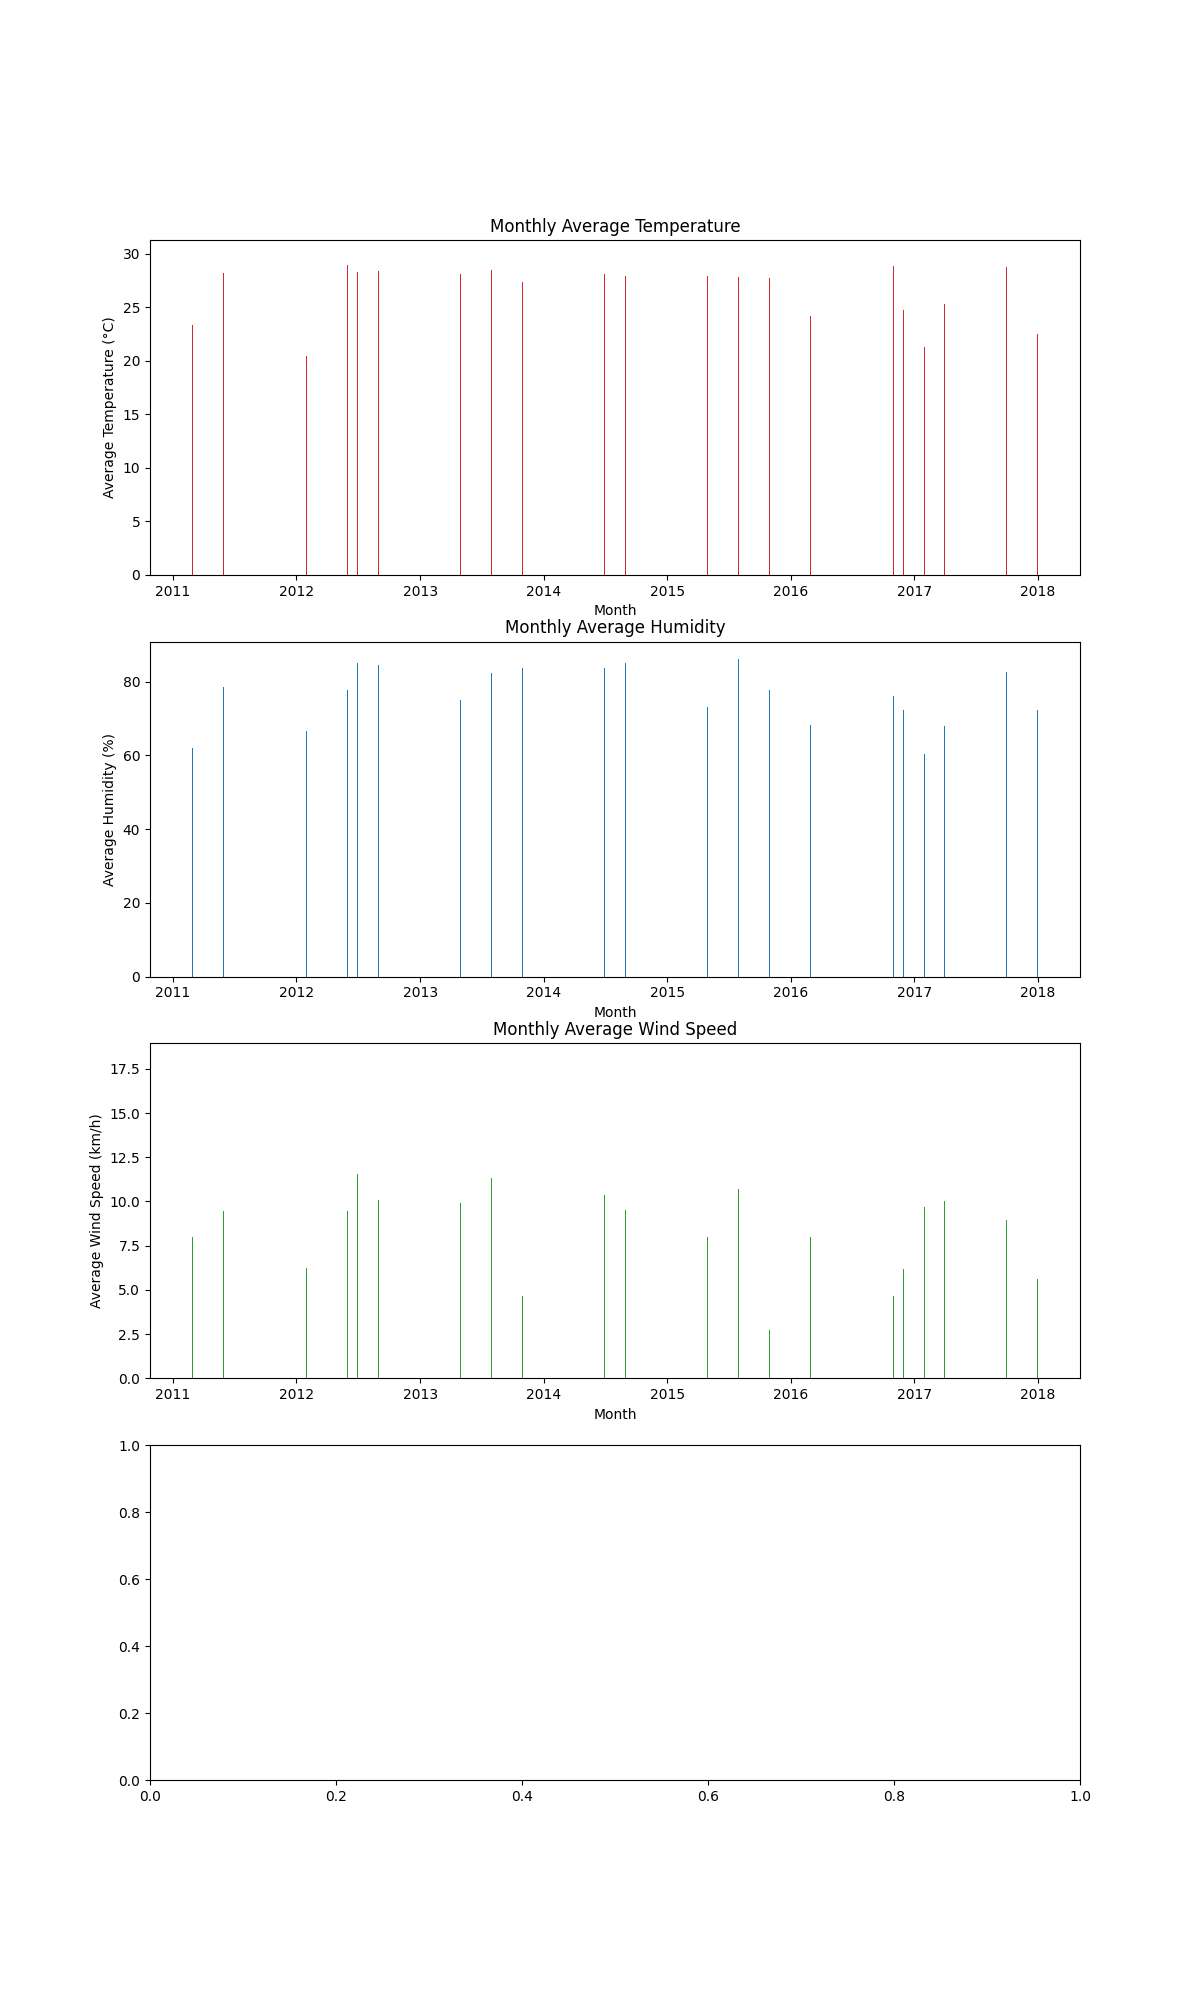 Monthly Average Temperature
30
25
20
15
10
5
0
Average Temperature (°C)
2011 2012 2013 2014 2015 2016 2017 2018
Month
Monthly Average Humidity
80
60
40
20
0
Average Humidity (%)
2011 2012 2013 2014 2015 2016 2017 2018
Month
Monthly Average Wind Speed
17.5
15.0
12.5
10.0
7.5
5.0
2.5
0.0
Average Wind Speed (km/h)
2011 2012 2013 2014 2015 2016 2017 2018
Month
1.0
0.8
0.6
0.4
0.2
0.0
0.0 0.2 0.4 0.6 0.8 1.0